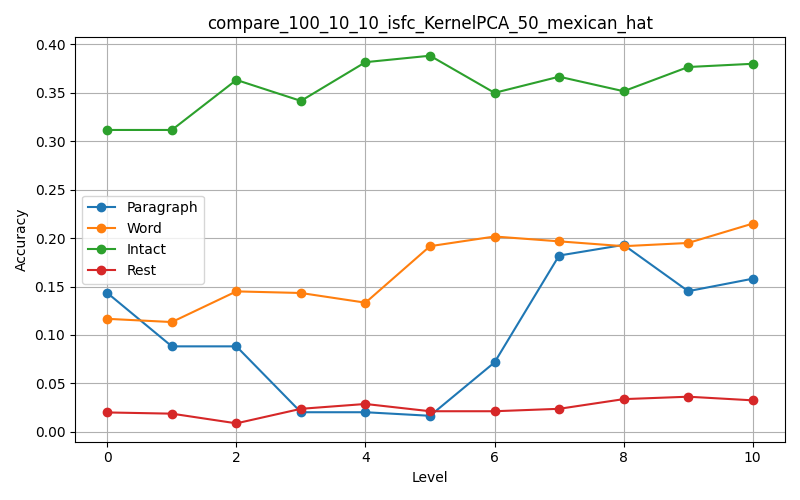 compare_100_10_10_isfc_KernelPCA_50_mexican_hat
0.40
0.35
0.30
0.25
0.20
0.15
0.10
0.05
0.00
Accuracy
Paragraph
Word
Intact
Rest
0 2 4 6 8 10
Level